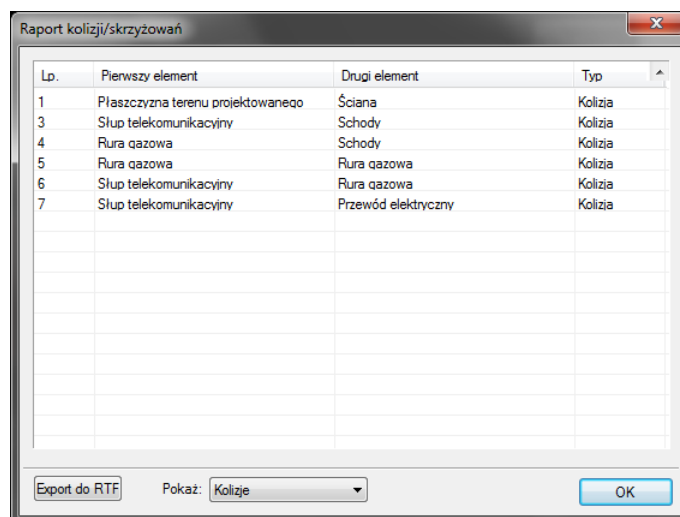 Raport kolizji/skrzyżowań
Lp. Pierwszy element Drugi element Typ
1 Płaszczyzna terenu projektowanego Ściana Kolizja
3 Słup telekomunikacyjny Schody Kolizja
4 Rura gazowa Schody Kolizja
5 Rura gazowa Rura gazowa Kolizja
6 Słup telekomunikacyjny Rura gazowa Kolizja
7 Słup telekomunikacyjny Przewód elektryczny Kolizja
Export do RTF Pokaż: Kolizje OK